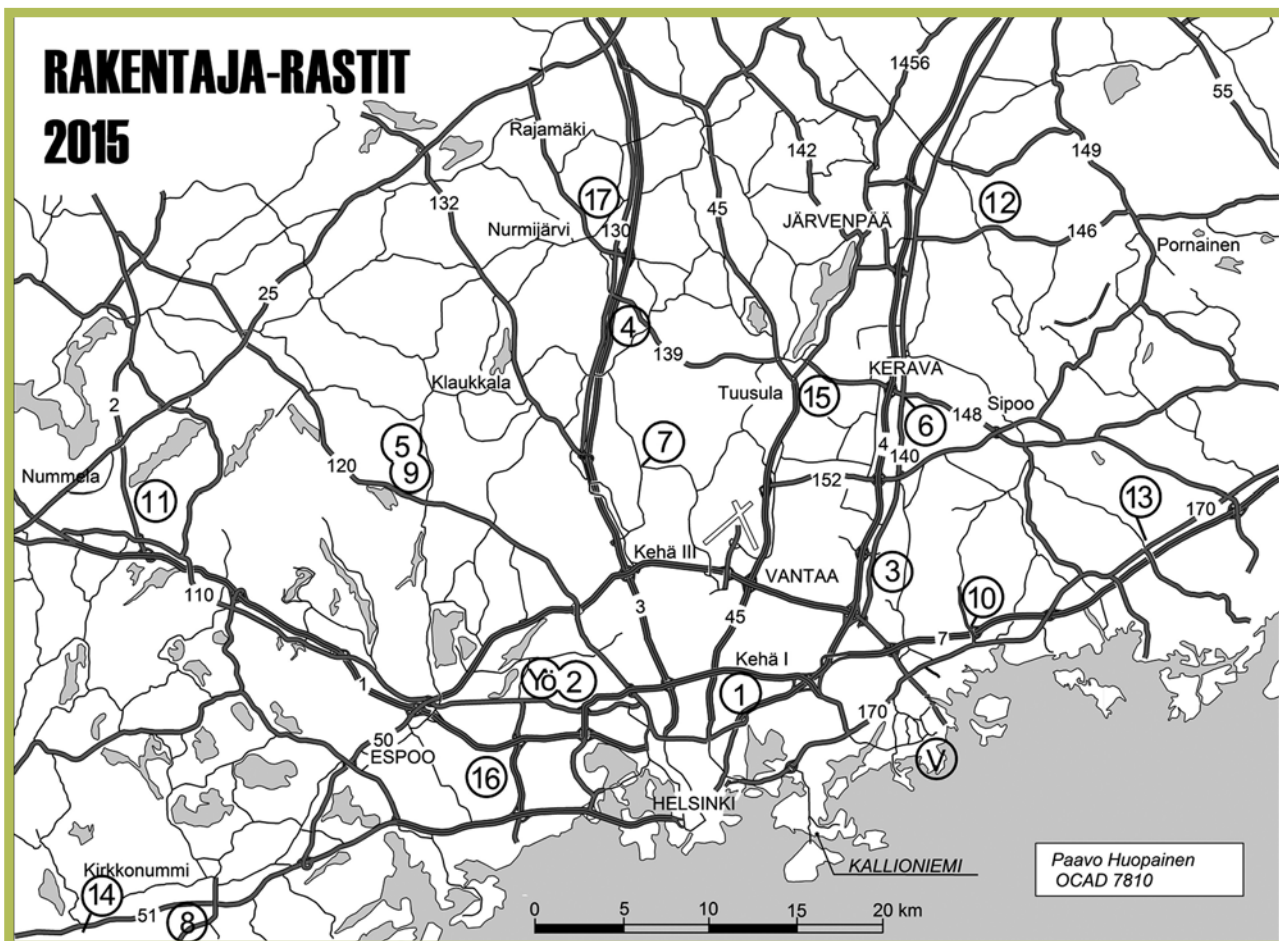 RAKENTAJA-RASTIT
2015
1456
55
Rajamäki
142
149
132
17
45
12
JÄRVENPÄÄ
Nurmijärvi
130
146
Pornainen
25
4
139
Klaukkala
KERAVA
2
Tuusula
15
Sipoo
5
6
148
7
4
140
9
120
Nummela
152
11
13
170
Kehä III
VANTAA
3
110
10
3
45
7
Kehä I
Yö
2
1
1
170
50
ESPOO
V
16
HELSINKI
KALLIONIEMI
Paavo Huopainen
OCAD 7810
Kirkkonummi
14
51
8
0
5
10
15
20 km